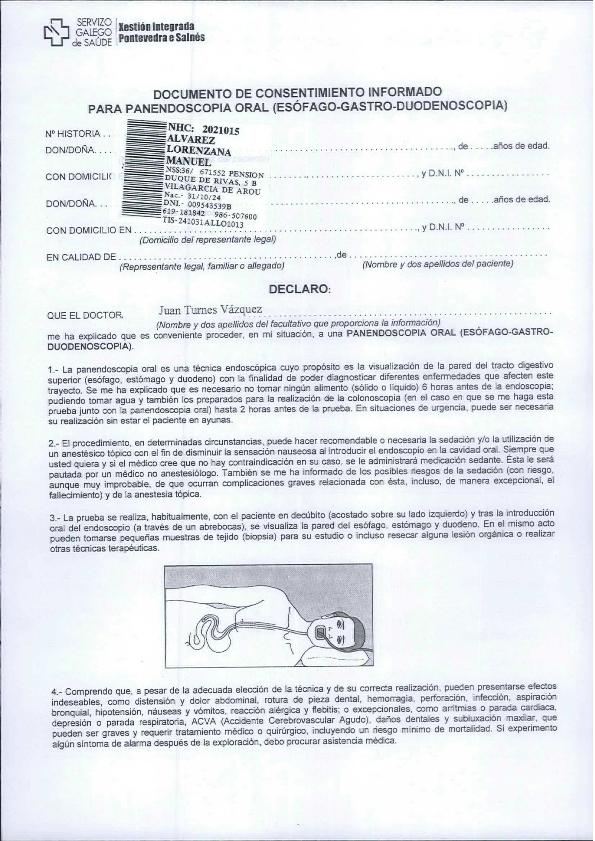 SERVIZO
GALEGO
de SAÚDE
Xestión Integrada
Pontevedra e Salnés
DOCUMENTO DE CONSENTIMIENTO INFORMADO
PARA PANENDOSCOPIA ORAL (ESÓFAGO-GASTRO-DUODENOSCOPIA)
Nº HISTORIA . .
NHC: 2021015
ALVAREZ
LORENZANA
MANUEL
NSS:36/ 671552 PENSION
DUQUE DE RIVAS, 5 B
VILAGARCIA DE AROU
Nac.- 31/10/24
DNI.- 009543539B
619-181842 986-507600
TIS-241031ALLO1013
DON/DOÑA. . . . , de . . . . .años de edad.
CON DOMICILIO . . . y D.N.I. Nº . . .
DON/DOÑA. . . . , de . . . . .años de edad.
CON DOMICILIO EN . . . y D.N.I. Nº . . .
(Domicilio del representante legal)
EN CALIDAD DE . . . de . . .
(Representante legal, familiar o allegado) (Nombre y dos apellidos del paciente)
DECLARO:
QUE EL DOCTOR. Juan Turnes Vázquez
(Nombre y dos apellidos del facultativo que proporciona la información)
me ha explicado que es conveniente proceder, en mi situación, a una PANENDOSCOPIA ORAL (ESÓFAGO-GASTRO-
DUODENOSCOPIA).
1.- La panendoscopia oral es una técnica endoscópica cuyo propósito es la visualización de la pared del tracto digestivo
superior (esófago, estómago y duodeno) con la finalidad de poder diagnosticar diferentes enfermedades que afecten este
trayecto. Se me ha explicado que es necesario no tomar ningún alimento (sólido o líquido) 6 horas antes de la endoscopia;
pudiendo tomar agua y también los preparados para la realización de la colonoscopia (en el caso en que se me haga esta
prueba junto con la panendoscopia oral) hasta 2 horas antes de la prueba. En situaciones de urgencia, puede ser necesaria
su realización sin estar el paciente en ayunas.
2.- El procedimiento, en determinadas circunstancias, puede hacer recomendable o necesaria la sedación y/o la utilización de
un anestésico tópico con el fin de disminuir la sensación nauseosa al introducir el endoscopio en la cavidad oral. Siempre que
usted quiera y si el médico cree que no hay contraindicación en su caso, se le administrará medicación sedante. Ésta le será
pautada por un médico no anestesiólogo. También se me ha informado de los posibles riesgos de la sedación (con riesgo,
aunque muy improbable, de que ocurran complicaciones graves relacionada con ésta, incluso, de manera excepcional, el
fallecimiento) y de la anestesia tópica.
3.- La prueba se realiza, habitualmente, con el paciente en decúbito (acostado sobre su lado izquierdo) y tras la introducción
oral del endoscopio (a través de un abrebocas), se visualiza la pared del esófago, estómago y duodeno. En el mismo acto
pueden tomarse pequeñas muestras de tejido (biopsia) para su estudio o incluso resecar alguna lesión orgánica o realizar
otras técnicas terapeúticas.
4.- Comprendo que, a pesar de la adecuada elección de la técnica y de su correcta realización, pueden presentarse efectos
indeseables, como distensión y dolor abdominal, rotura de pieza dental, hemorragia, perforación, infección, aspiración
bronquial, hipotensión, náuseas y vómitos, reacción alérgica y flebitis; o excepcionales, como arritmias o parada cardiaca,
depresión o parada respiratoria, ACVA (Accidente Cerebrovascular Agudo), daños dentales y subluxación maxilar, que
pueden ser graves y requerir tratamiento médico o quirúrgico, incluyendo un riesgo mínimo de mortalidad. Si experimento
algún síntoma de alarma después de la exploración, debo procurar asistencia médica.